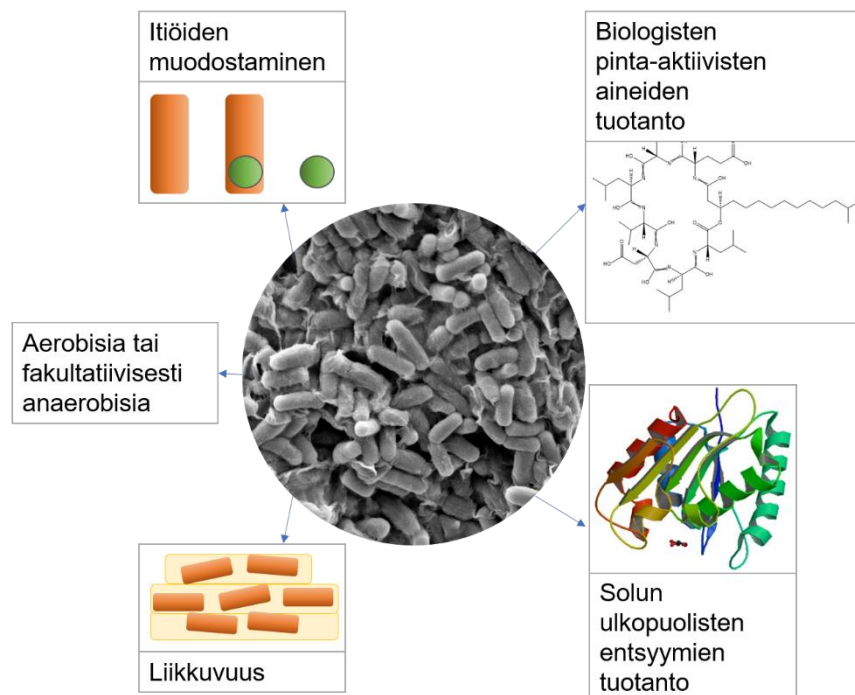 Itiöiden
muodostaminen
Biologisten
pinta-aktiivisten
aineiden
tuotanto
Aerobisia tai
fakultatiivisesti
anaerobisia
Liikkuvuus
Solun
ulkopuolisten
entsyymien
tuotanto